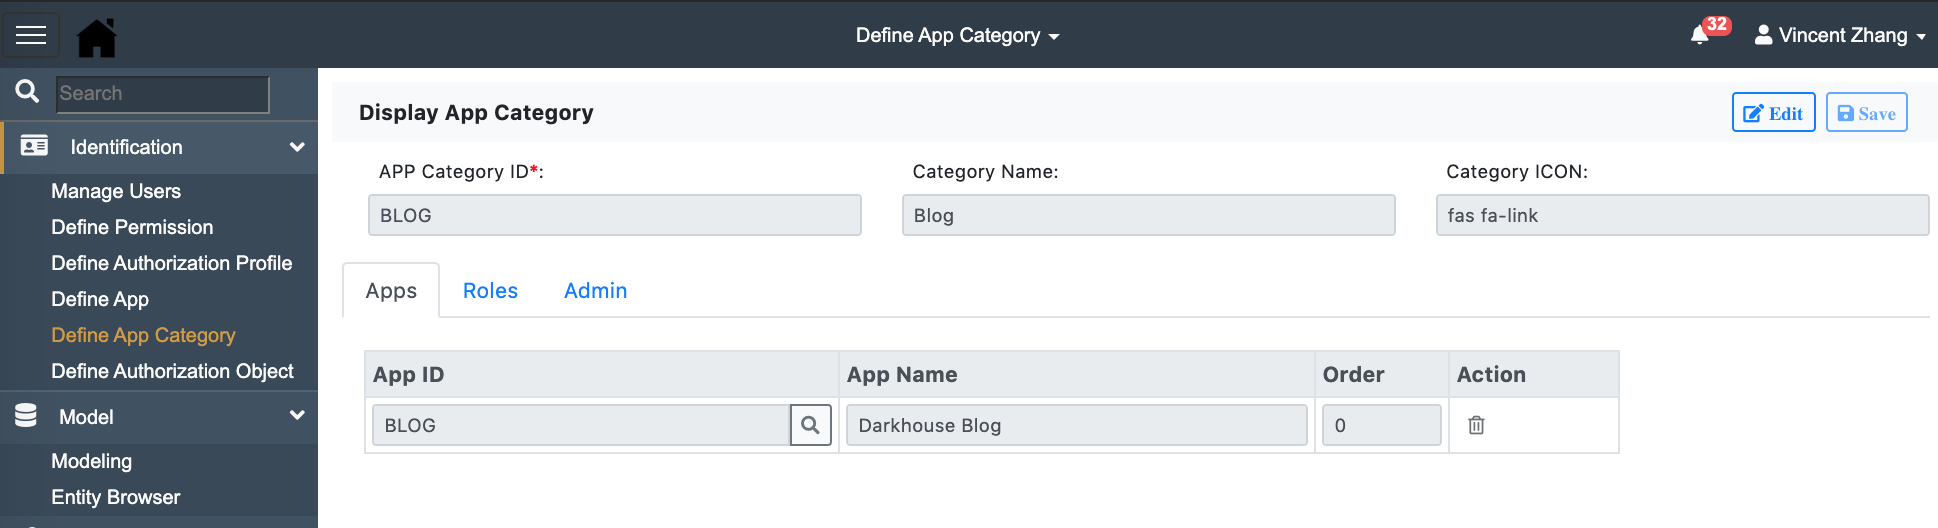 Define App Category
32
Vincent Zhang
Search
Identification
Manage Users
Define Permission
Define Authorization Profile
Define App
Define App Category
Define Authorization Object
Model
Modeling
Entity Browser
Display App Category
Edit
Save
APP Category ID*: Category Name: Category ICON:
BLOG Blog fas fa-link
Apps Roles Admin
App ID App Name Order Action
BLOG Darkhouse Blog 0